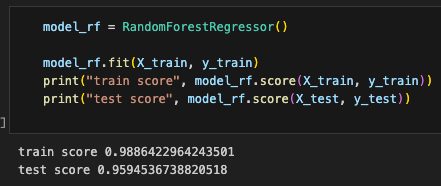 model_rf = RandomForestRegressor()
model_rf.fit(X_train, y_train)
print("train score", model_rf.score(X_train, y_train))
print("test score", model_rf.score(X_test, y_test))
]
train score 0.9886422964243501
test score 0.9594536738820518